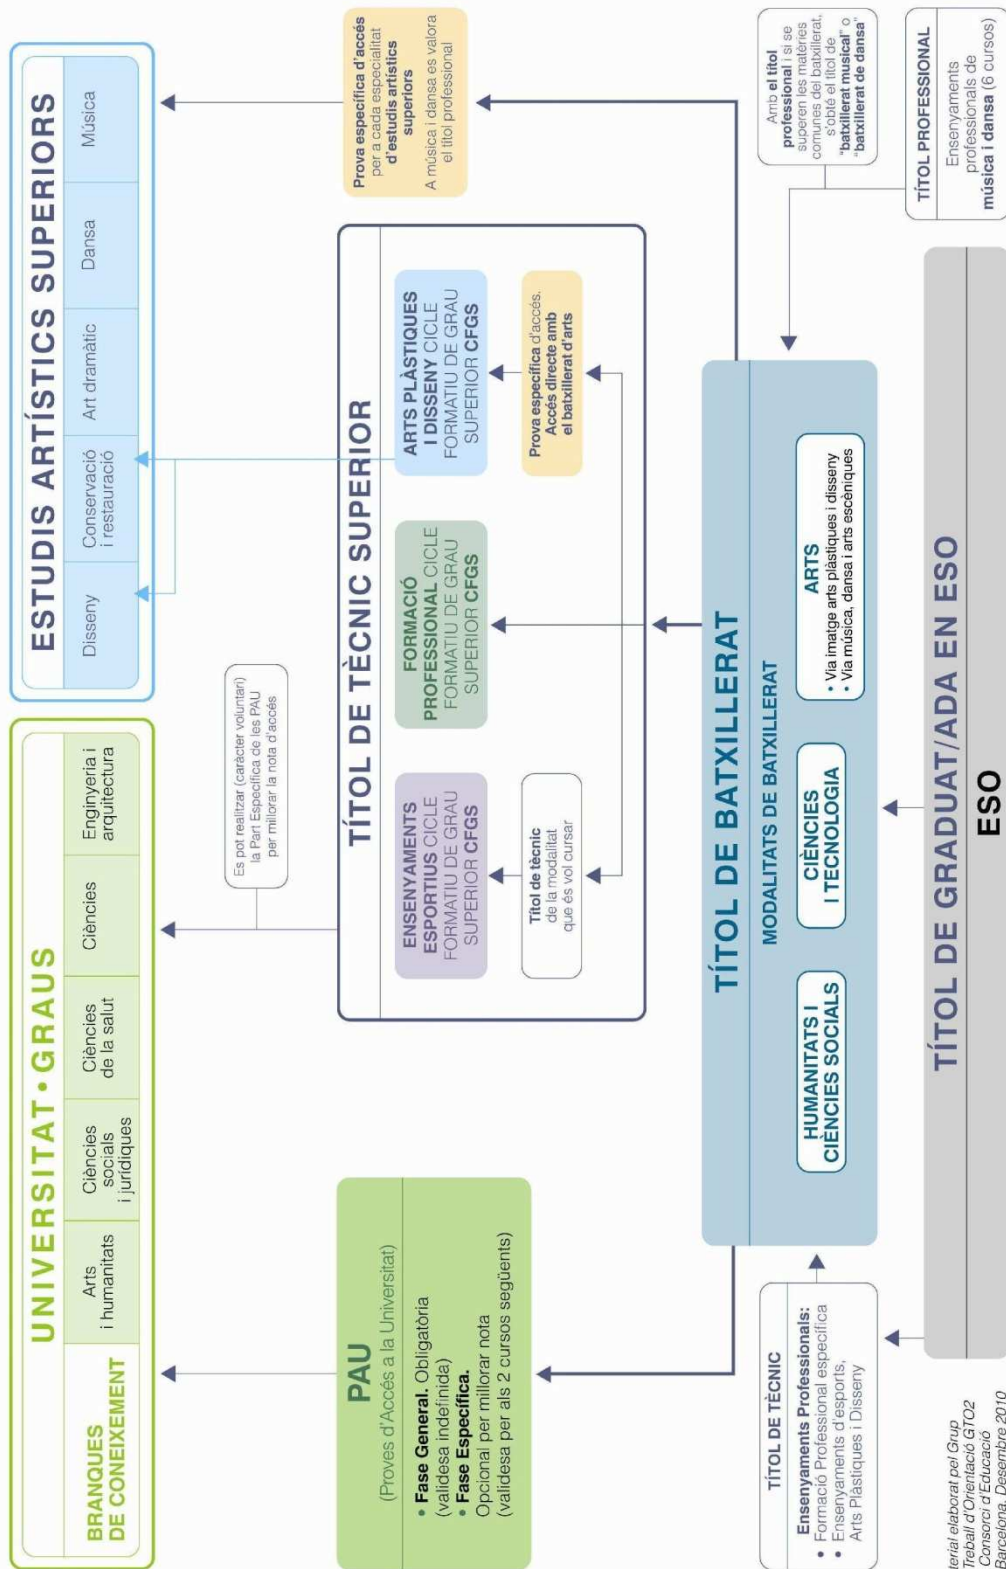 UNIVERSITAT • GRAUS
BRANQUES
DE CONEIXEMENT
Arts
i humanitats
Ciències
socials
i jurídiques
Ciències
de la salut
Ciències
Enginyeria i
arquitectura
ESTUDIS ARTÍSTICS SUPERIORS
Disseny
Conservació
i restauració
Art dramàtic
Dansa
Música
Es pot realitzar (caràcter voluntari)
la Part Específica de les PAU
per millorar la nota d'accés
Prova específica d'accés
per a cada especialitat
d'estudis artístics
superiors
A música i dansa es valora
el títol professional
PAU
(Proves d'Accés a la Universitat)
• Fase General. Obligatòria
(validesa indefinida)
• Fase Específica.
Opcional per millorar nota
(validesa per als 2 cursos següents)
TÍTOL DE TÈCNIC SUPERIOR
ENSENYAMENTS
ESPORTIUS CICLE
FORMATIU DE GRAU
SUPERIOR CFGS
FORMACIÓ
PROFESSIONAL CICLE
FORMATIU DE GRAU
SUPERIOR CFGS
ARTS PLÀSTIQUES
I DISSENY CICLE
FORMATIU DE GRAU
SUPERIOR CFGS
Títol de tècnic
de la modalitat
que és vol cursar
Prova específica d'accés.
Accés directe amb
el batxillerat d'arts
TÍTOL DE BATXILLERAT
MODALITATS DE BATXILLERAT
HUMANITATS I
CIÈNCIES SOCIALS
CIÈNCIES
I TECNOLOGIA
ARTS
• Via imatge arts plàstiques i disseny
• Via música, dansa i arts escèniques
Amb el títol
professional i si se
superen les matèries
comunes del batxillerat,
s'obté el títol de
"batxillerat musical" o
"batxillerat de dansa"
TÍTOL DE TÈCNIC
Ensenyaments Professionals:
• Formació Professional específica
• Ensenyaments d'esports,
Arts Plàstiques i Disseny
TÍTOL PROFESSIONAL
Ensenyaments
professionals de
música i dansa (6 cursos)
TÍTOL DE GRADUAT/ADA EN ESO
ESO
terial elaborat pel Grup
Treball d'Orientació GTO2
Consorci d'Educació
Barcelona. Desembre 2010